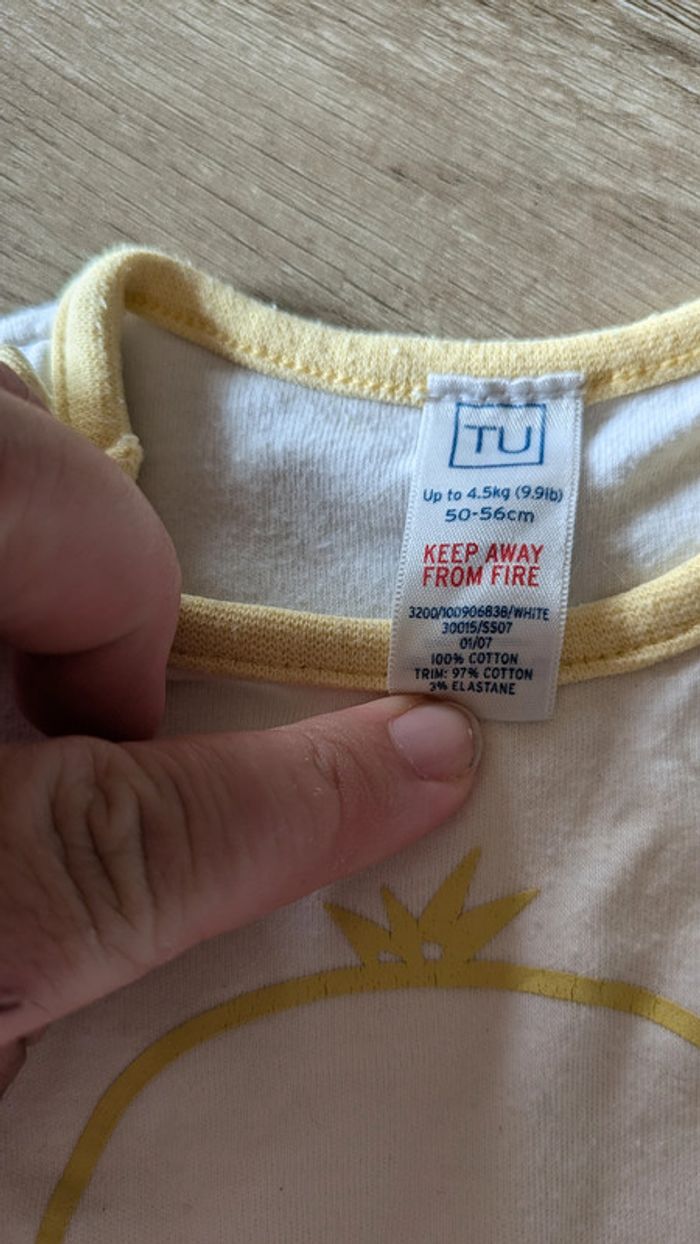 TU
Up to 4.5kg (9.9lb)
50-56cm
KEEP AWAY
FROM FIRE
3200/100906838/WHITE
30015/SS07
01/07
100% COTTON
TRIM: 97% COTTON
3% ELASTANE